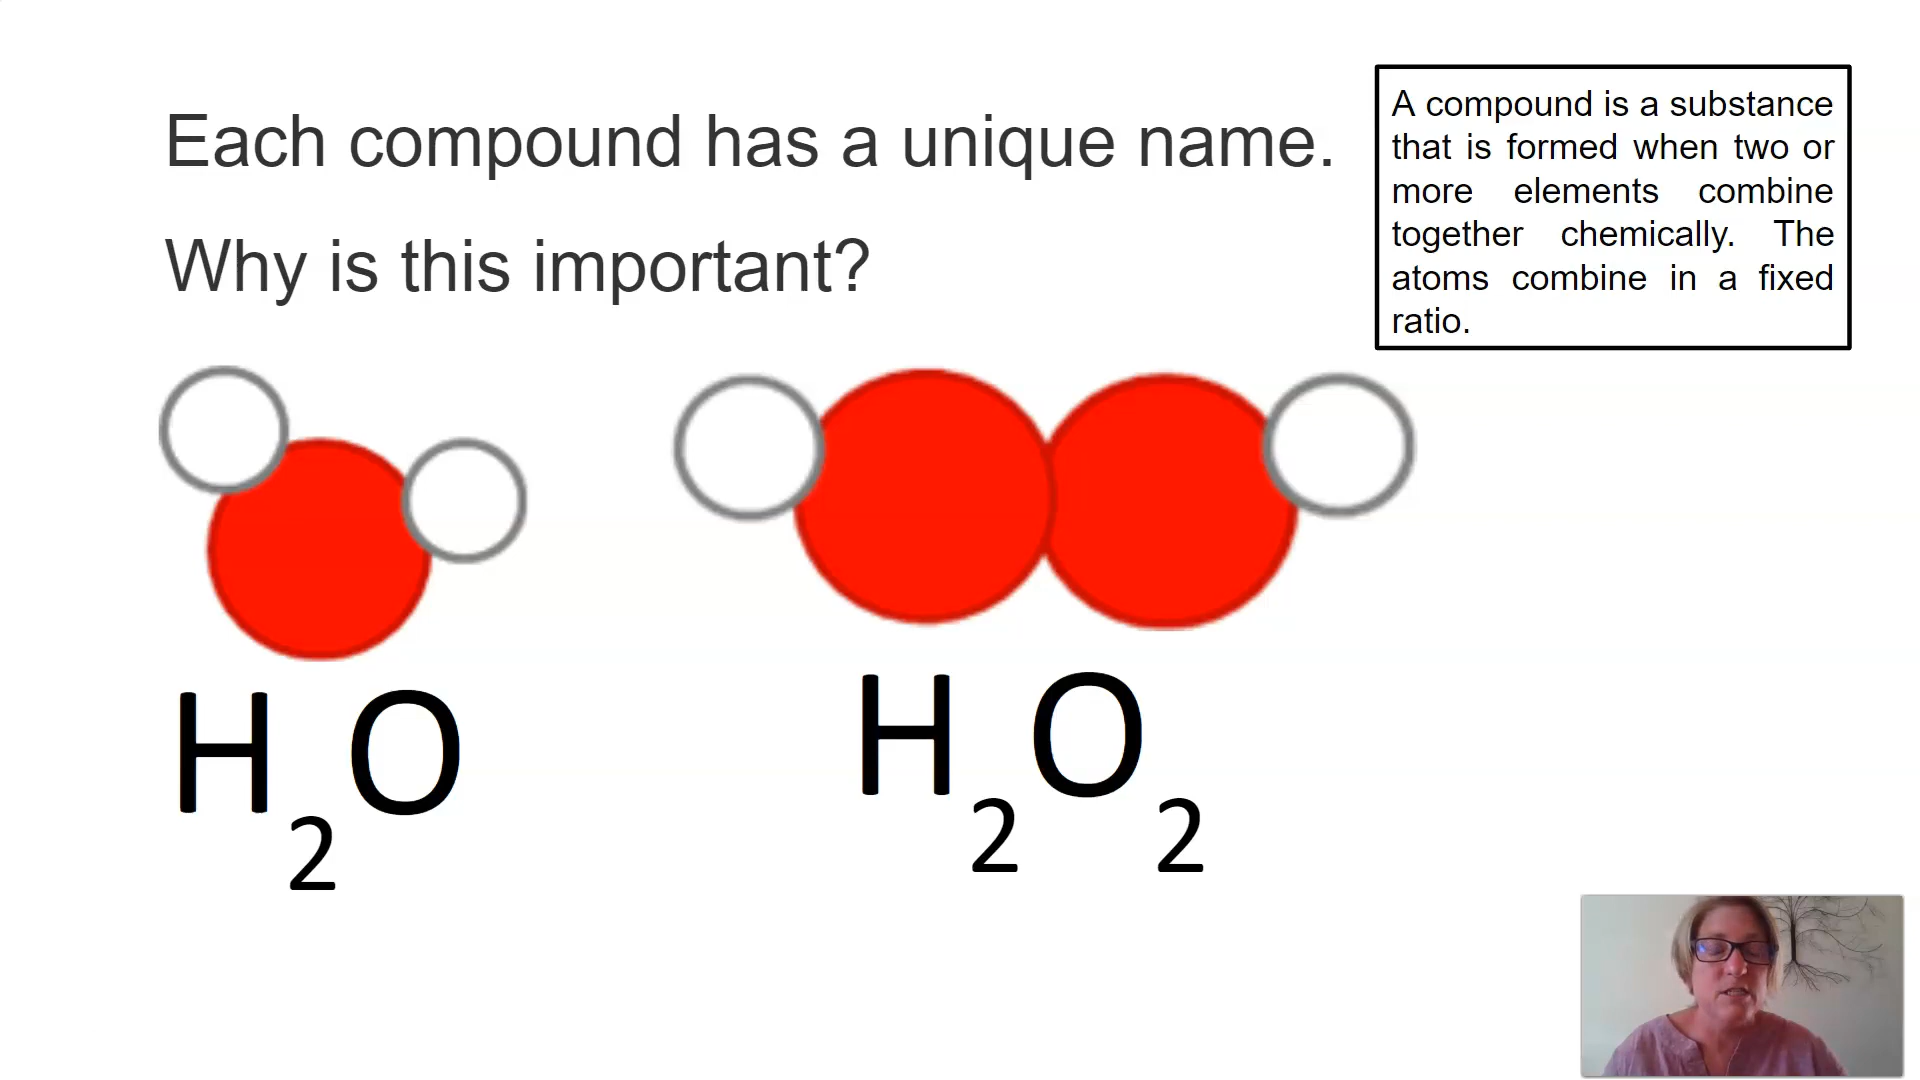 Each compound has a unique name.
Why is this important?
A compound is a substance
that is formed when two or
more elements combine
together chemically. The
atoms combine in a fixed
ratio.
H₂O
H₂O₂